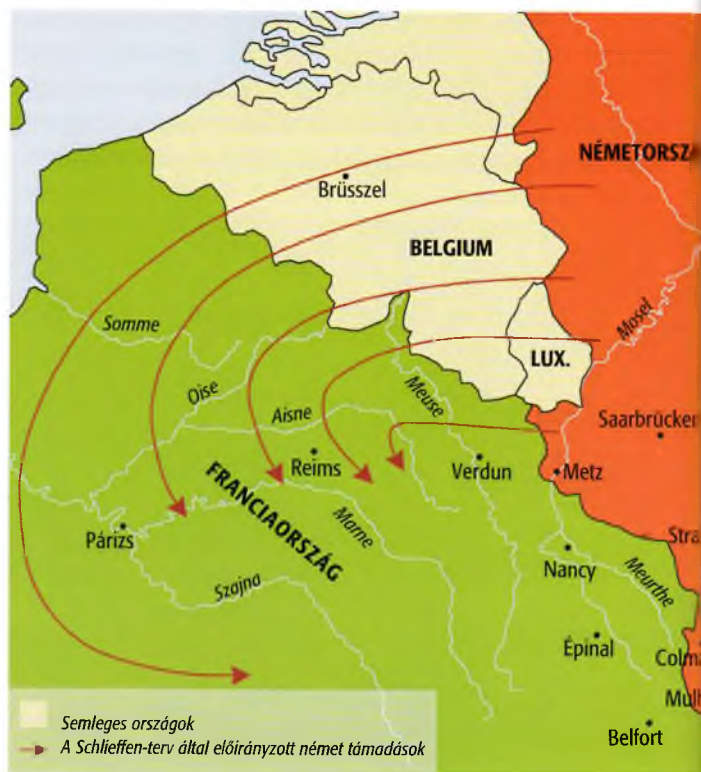 NÉMETORSZ
Brüsszel
BELGIUM
Somme
Mosel
LUX.
Oise
Meuse
Aisne
Saarbrücken
Reims
Verdun
Metz
FRANCIAORSZÁG
Párizs
Marne
Stra
Szajna
Nancy
Meurthe
Épinal
Colma
Mulh
Belfort
Semleges országok
A Schlieffen-terv által előirányzott német támadások